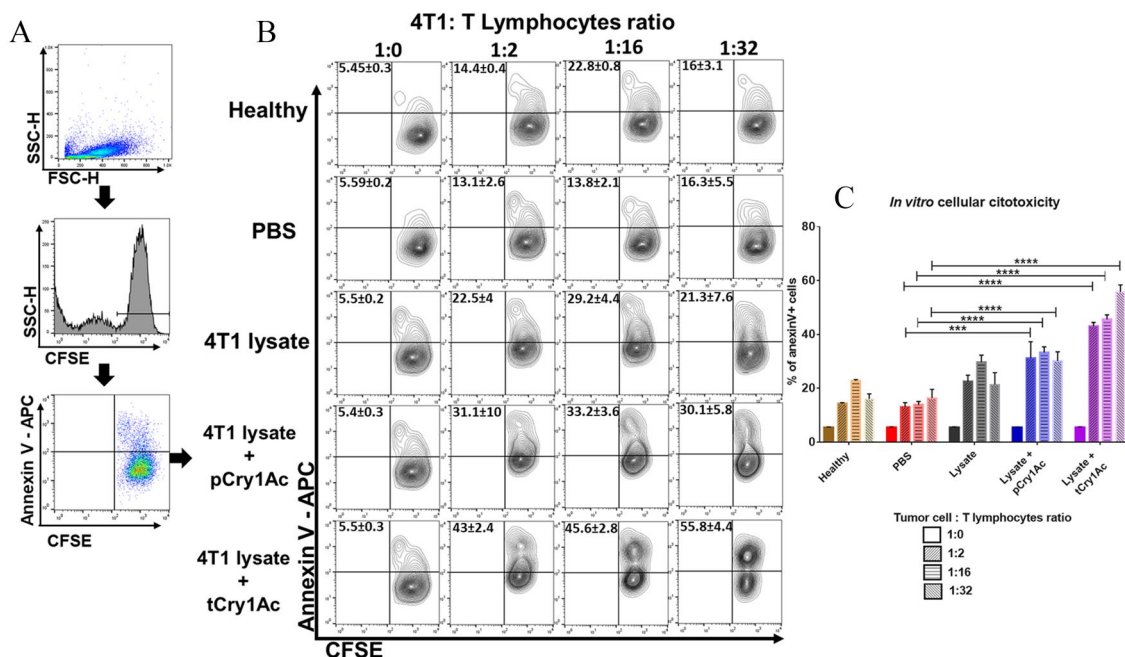 A
SSC-H
FSC-H
SSC-H
CFSE
Annexin V - APC
CFSE
B
4T1: T Lymphocytes ratio
1:0 1:2 1:16 1:32
Healthy
5.45±0.3 14.4±0.4 22.8±0.8 16±3.1
PBS
5.59±0.2 13.1±2.6 13.8±2.1 16.3±5.5
4T1 lysate
5.5±0.2 22.5±4 29.2±4.4 21.3±7.6
4T1 lysate
+
pCry1Ac
5.4±0.3 31.1±10 33.2±3.6 30.1±5.8
4T1 lysate
+
tCry1Ac
5.5±0.3 43±2.4 45.6±2.8 55.8±4.4
Annexin V - APC
CFSE
C
In vitro cellular citotoxicity
% of anexinV+ cells
80
60
40
20
0
****
****
****
****
****
***
Healthy
PBS
Lysate
Lysate +
pCry1Ac
Lysate +
tCry1Ac
Tumor cell : T lymphocytes ratio
1:0
1:2
1:16
1:32